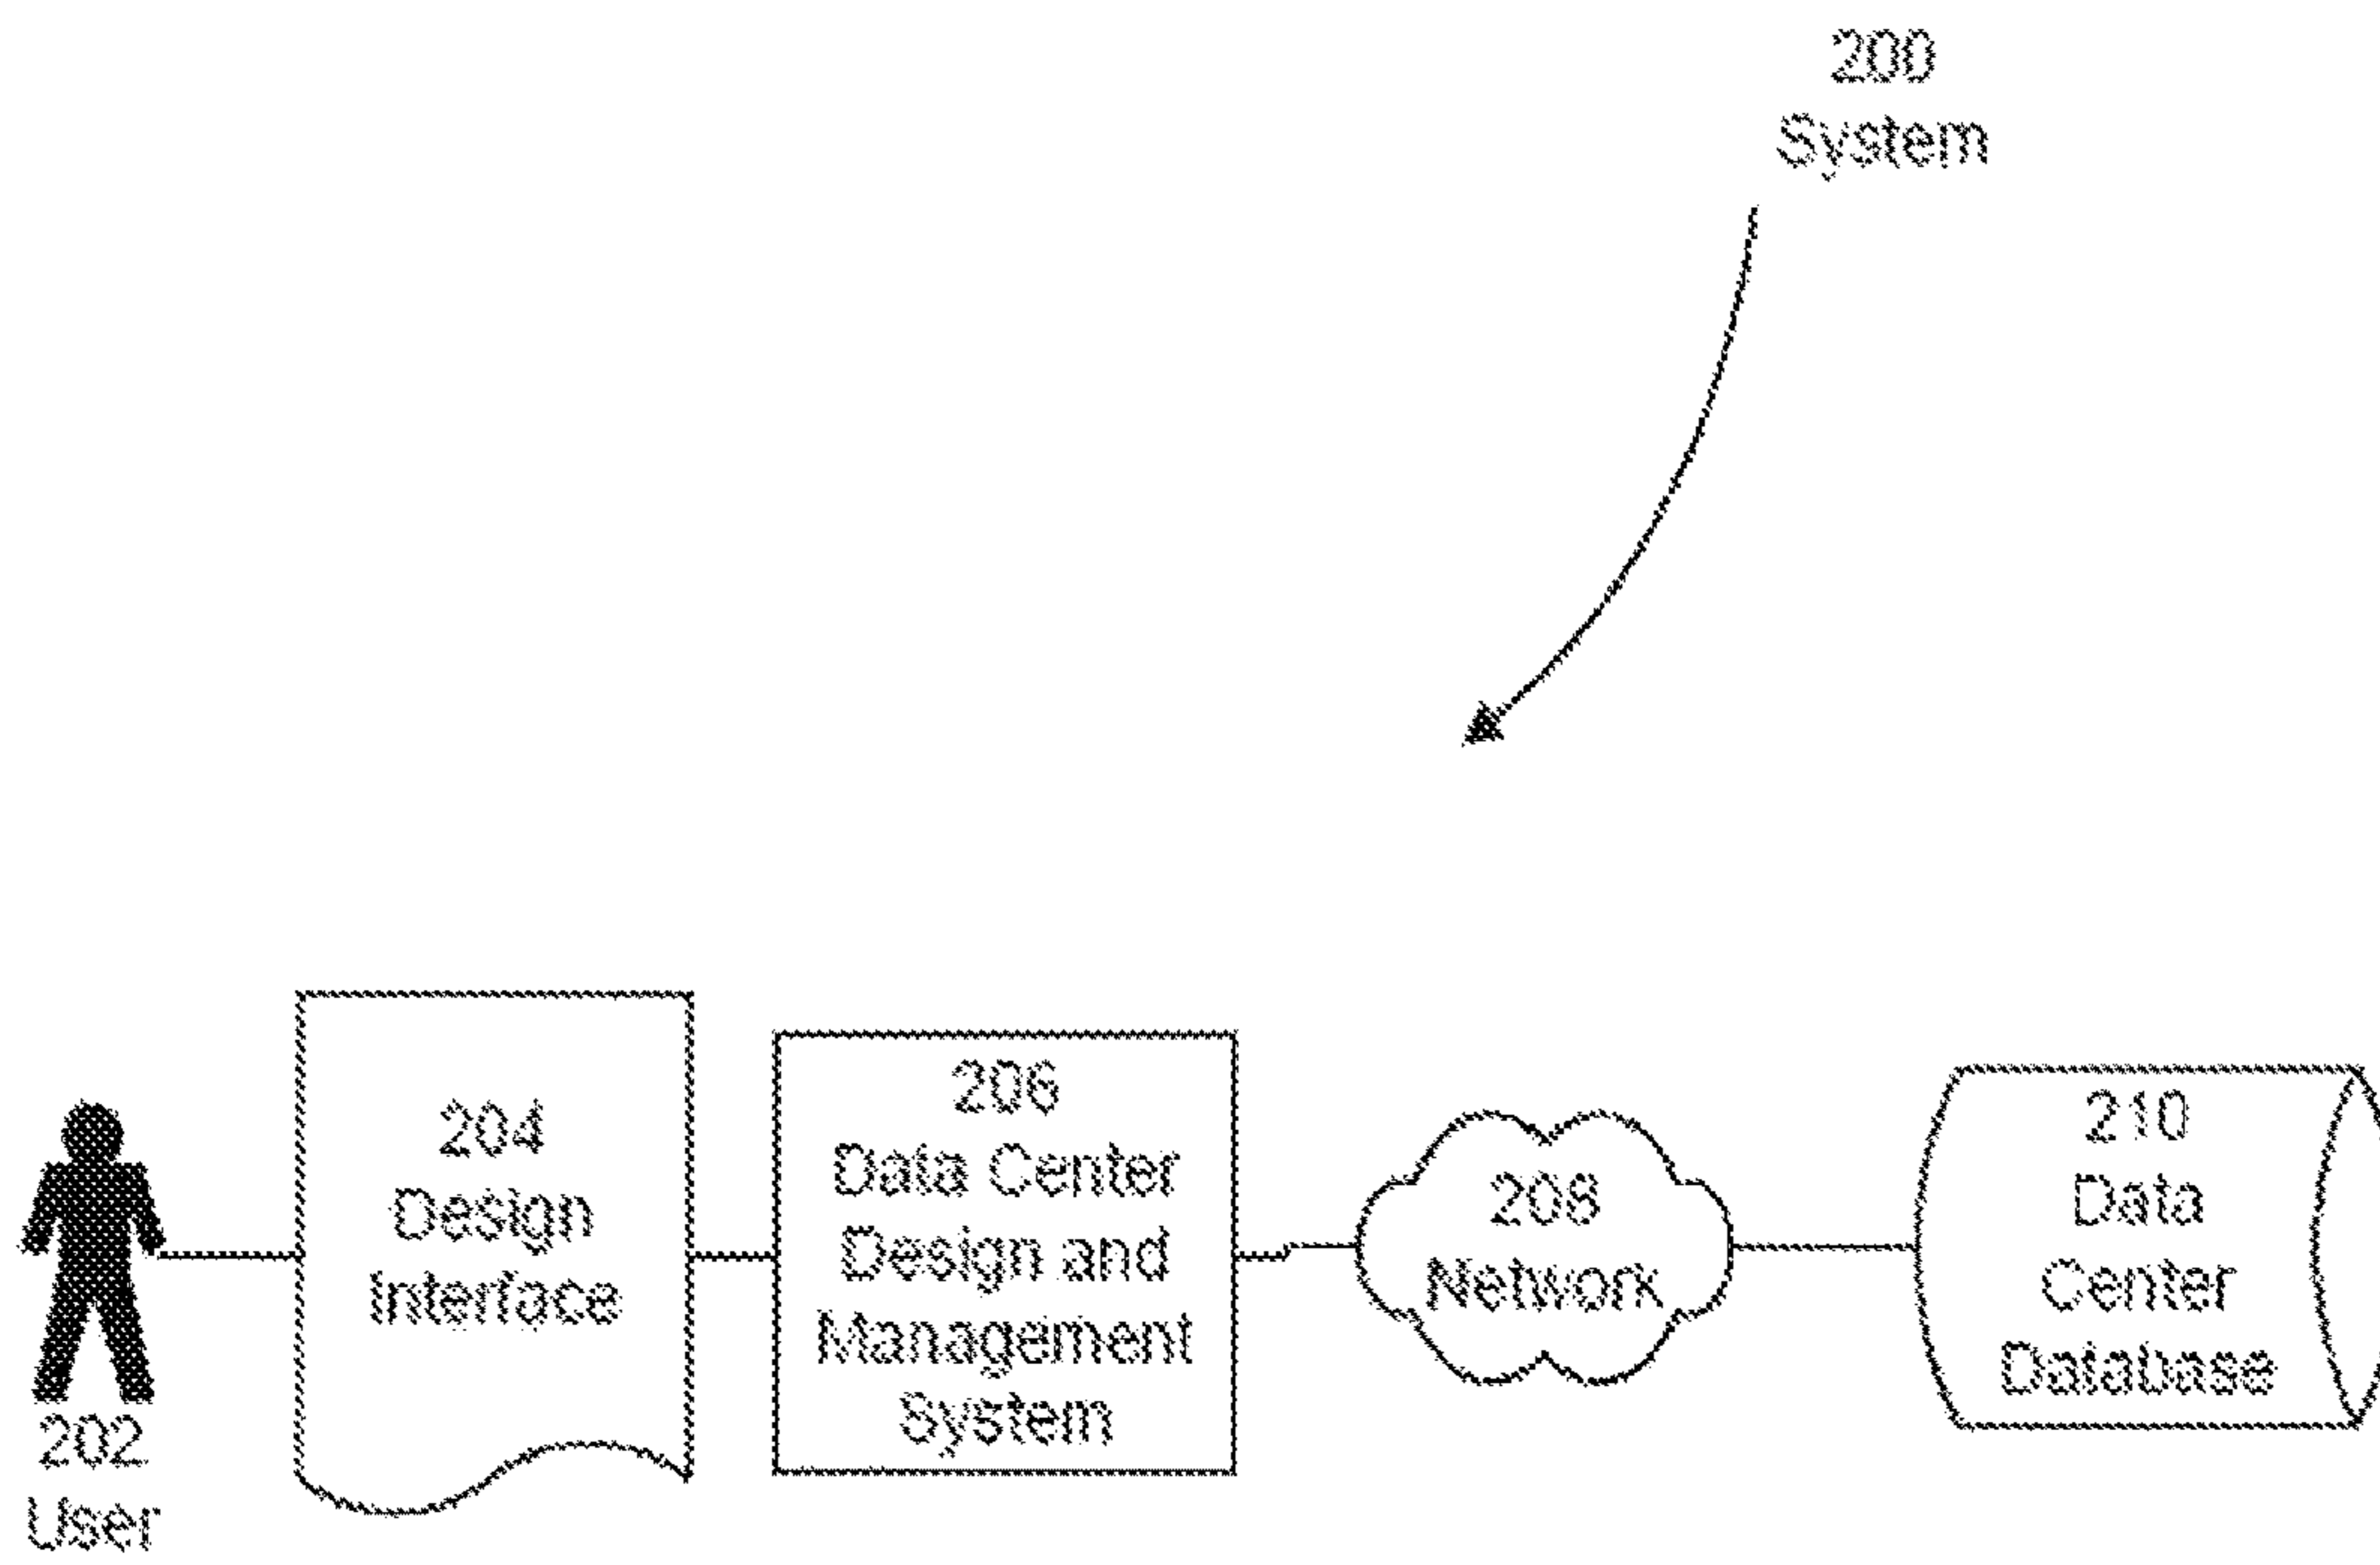 200
System
204
Design
Interface
206
Data Center
Design and
Management
System
208
Network
210
Data
Center
Database
202
User